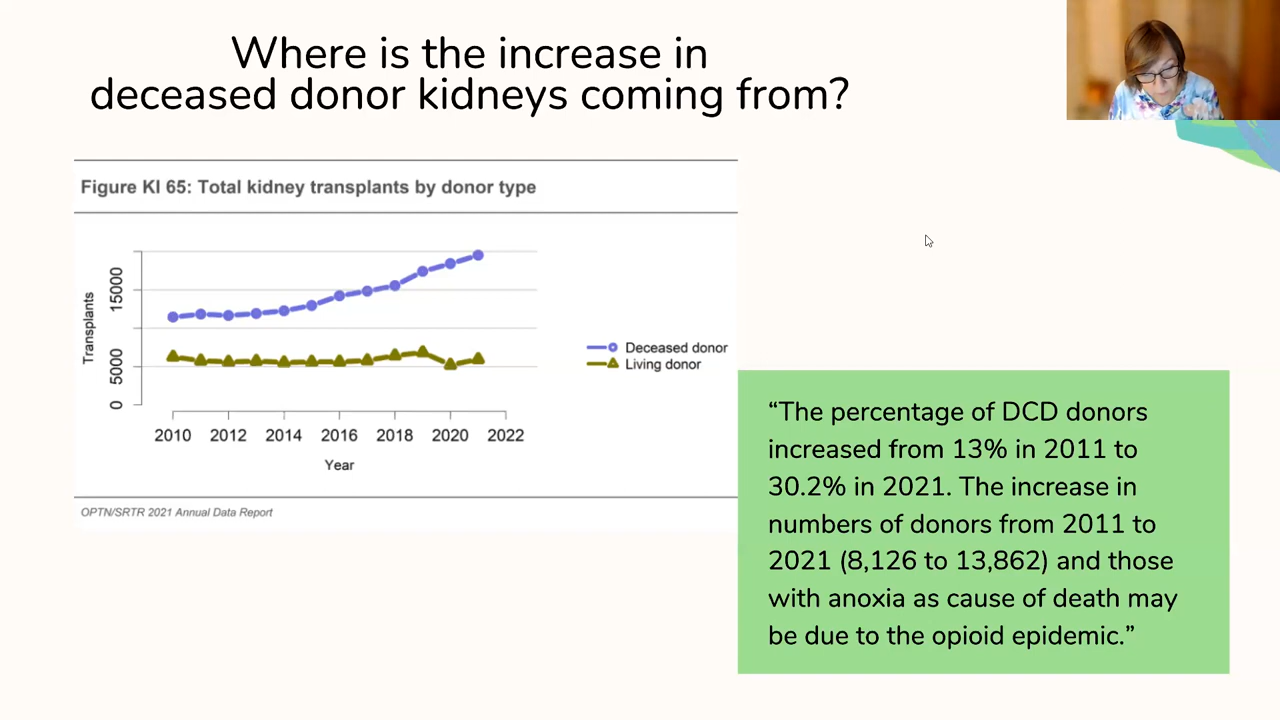 Where is the increase in
deceased donor kidneys coming from?
Figure KI 65: Total kidney transplants by donor type
Transplants
15000
5000
0
Deceased donor
Living donor
2010 2012 2014 2016 2018 2020 2022
Year
OPTN/SRTR 2021 Annual Data Report
“The percentage of DCD donors
increased from 13% in 2011 to
30.2% in 2021. The increase in
numbers of donors from 2011 to
2021 (8,126 to 13,862) and those
with anoxia as cause of death may
be due to the opioid epidemic.”